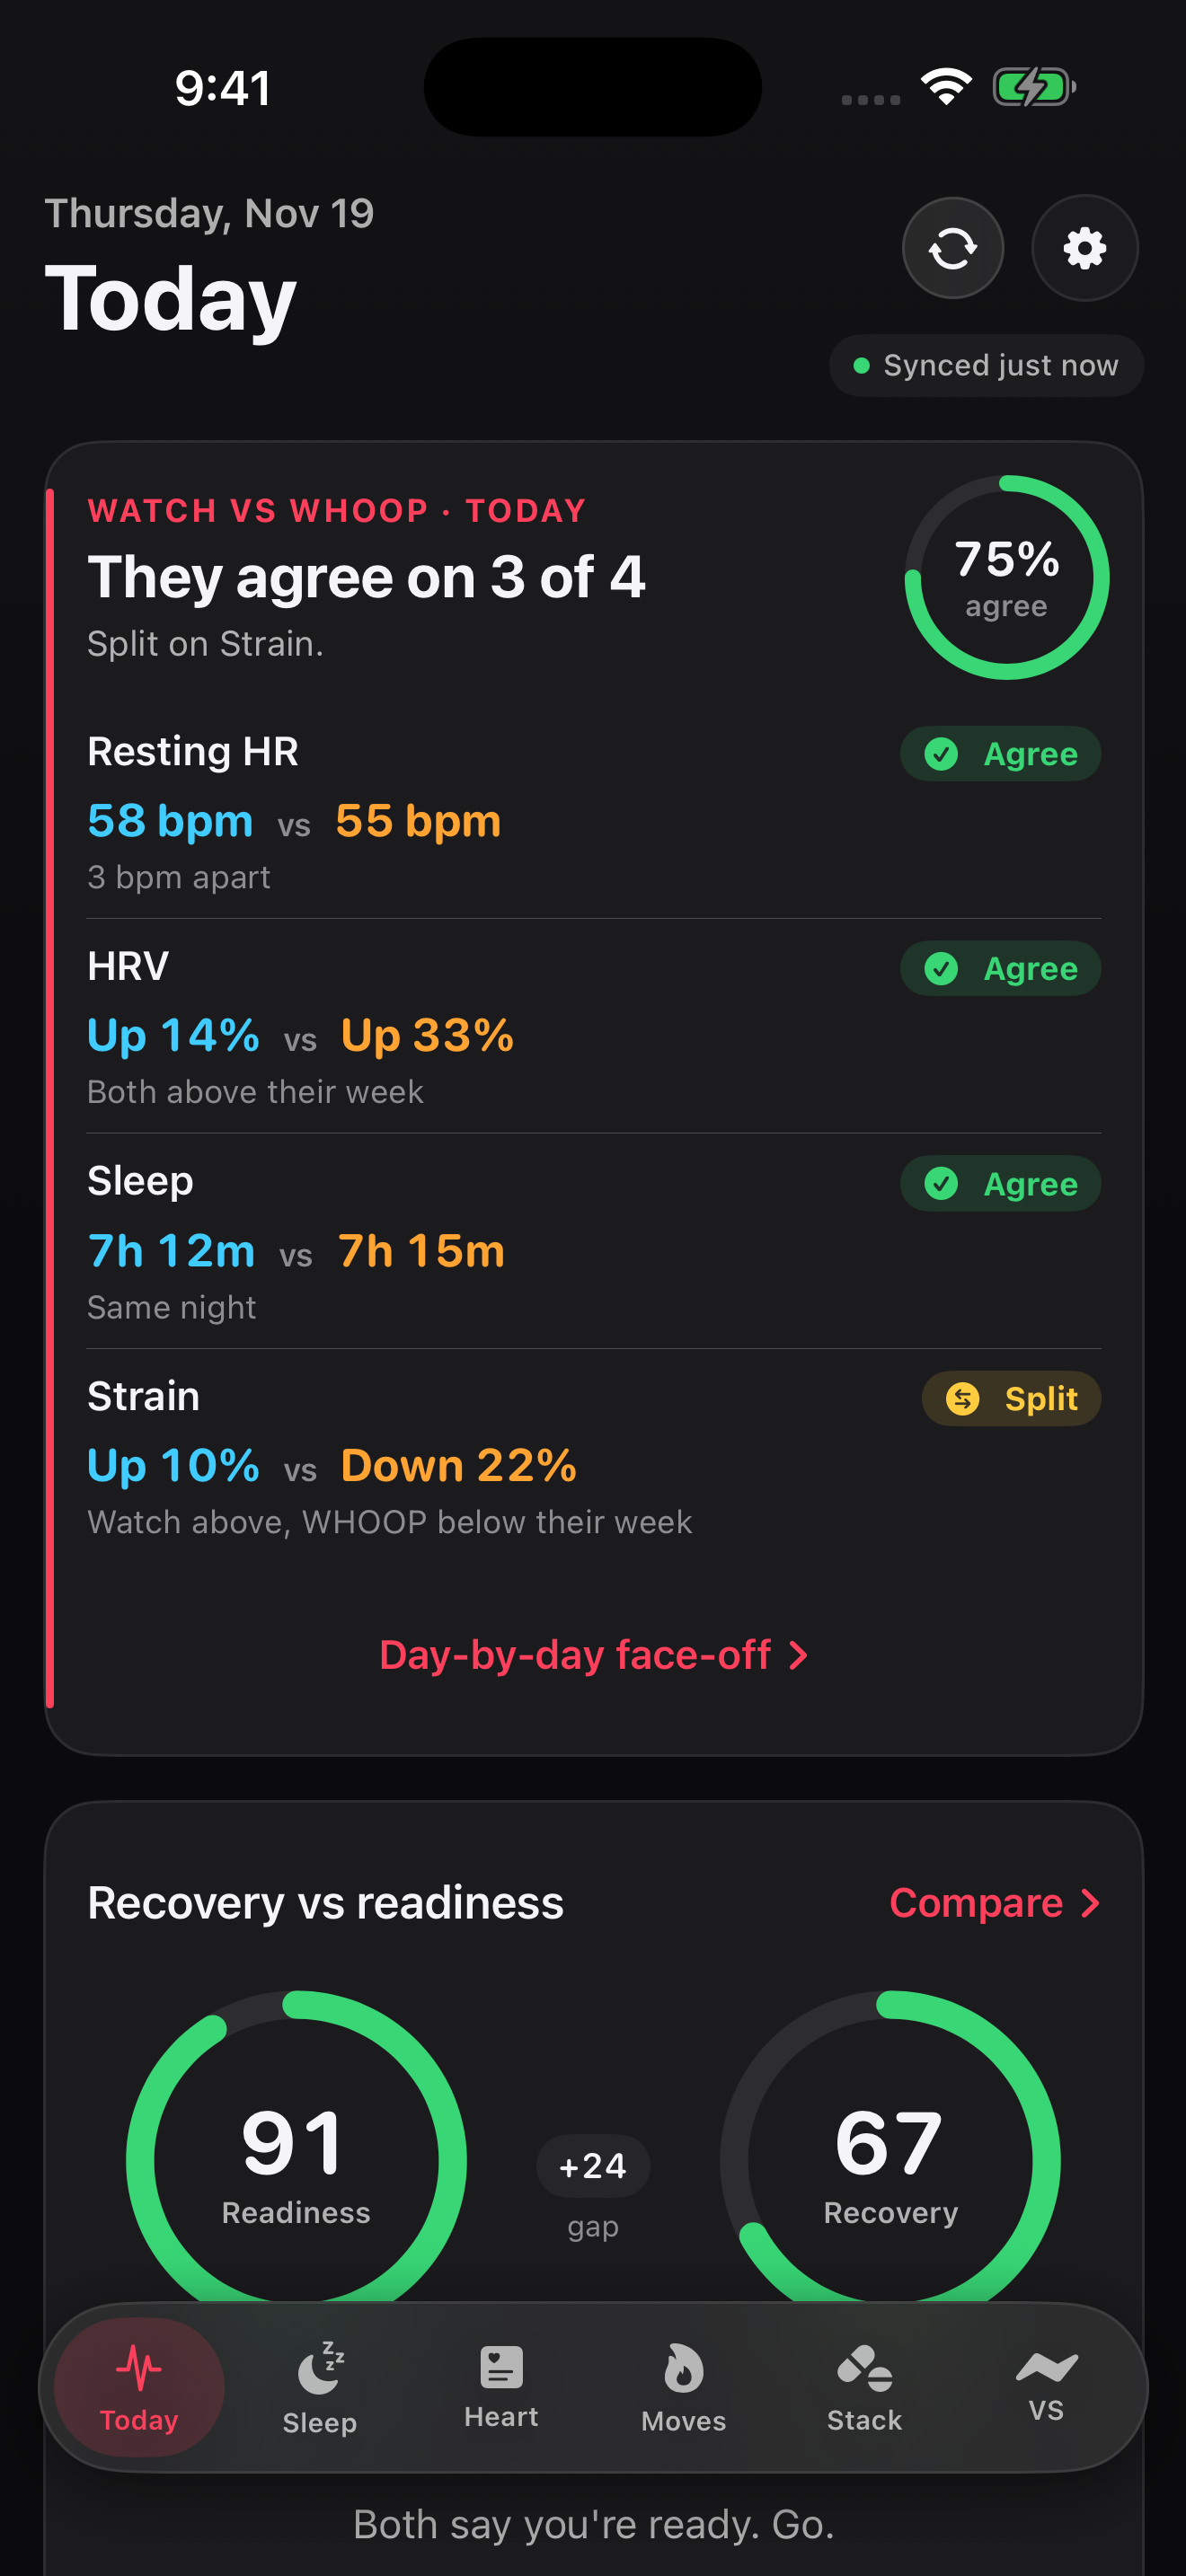 9:41
Thursday, Nov 19
Today
Synced just now
WATCH VS WHOOP · TODAY
They agree on 3 of 4
Split on Strain.
75%
agree
Resting HR
Agree
58 bpm vs 55 bpm
3 bpm apart
HRV
Agree
Up 14% vs Up 33%
Both above their week
Sleep
Agree
7h 12m vs 7h 15m
Same night
Strain
Split
Up 10% vs Down 22%
Watch above, WHOOP below their week
Day-by-day face-off
Recovery vs readiness
Compare
91
Readiness
+24
gap
67
Recovery
Today
Sleep
Heart
Moves
Stack
VS
Both say you're ready. Go.